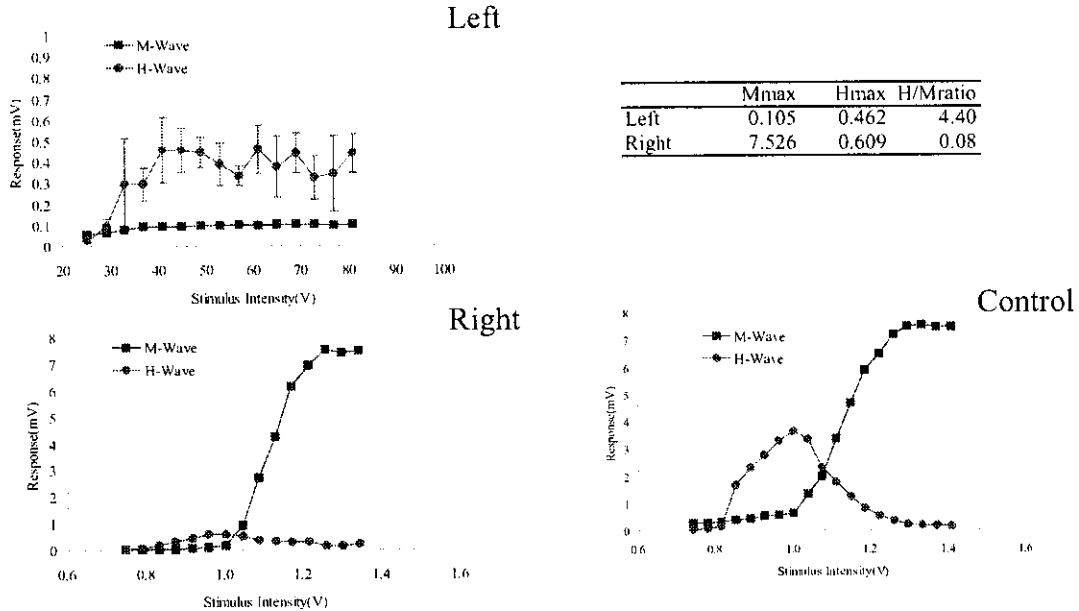 Left
1
0.9
0.8
0.7
0.6
0.5
0.4
0.3
0.2
0.1
0
M-Wave
H-Wave
Response(mV)
20 30 40 50 60 70 80 90 100
Stimulus Intensity(V)
Mmax Hmax H/Mratio
Left 0.105 0.462 4.40
Right 7.526 0.609 0.08
Right
8
7
6
5
4
3
2
1
0
M-Wave
H-Wave
Response(mV)
0.6 0.8 1.0 1.2 1.4 1.6
Stimulus Intensity(V)
Control
8
7
6
5
4
3
2
1
0
M-Wave
H-Wave
Response(mV)
0.6 0.8 1.0 1.2 1.4 1.6
Stimulus Intensity(V)